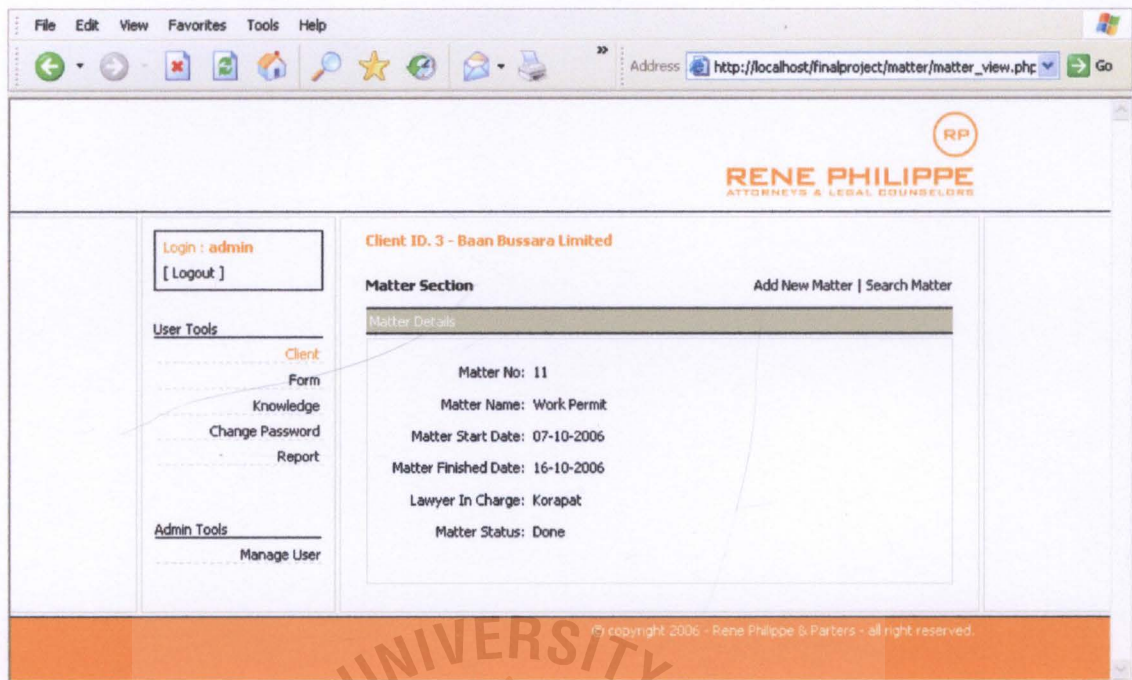 File Edit View Favorites Tools Help
Address http://localhost/finalproject/matter/matter_view.php Go
RP
RENE PHILIPPE
ATTORNEYS & LEGAL COUNSELORS
Login : admin
[ Logout ]
User Tools
Client
Form
Knowledge
Change Password
Report
Admin Tools
Manage User
Client ID. 3 - Baan Bussara Limited
Matter Section
Add New Matter | Search Matter
Matter Details
Matter No: 11
Matter Name: Work Permit
Matter Start Date: 07-10-2006
Matter Finished Date: 16-10-2006
Lawyer In Charge: Korapat
Matter Status: Done
© copyright 2006 - Rene Philippe & Parters - all right reserved.
UNIVERSITY